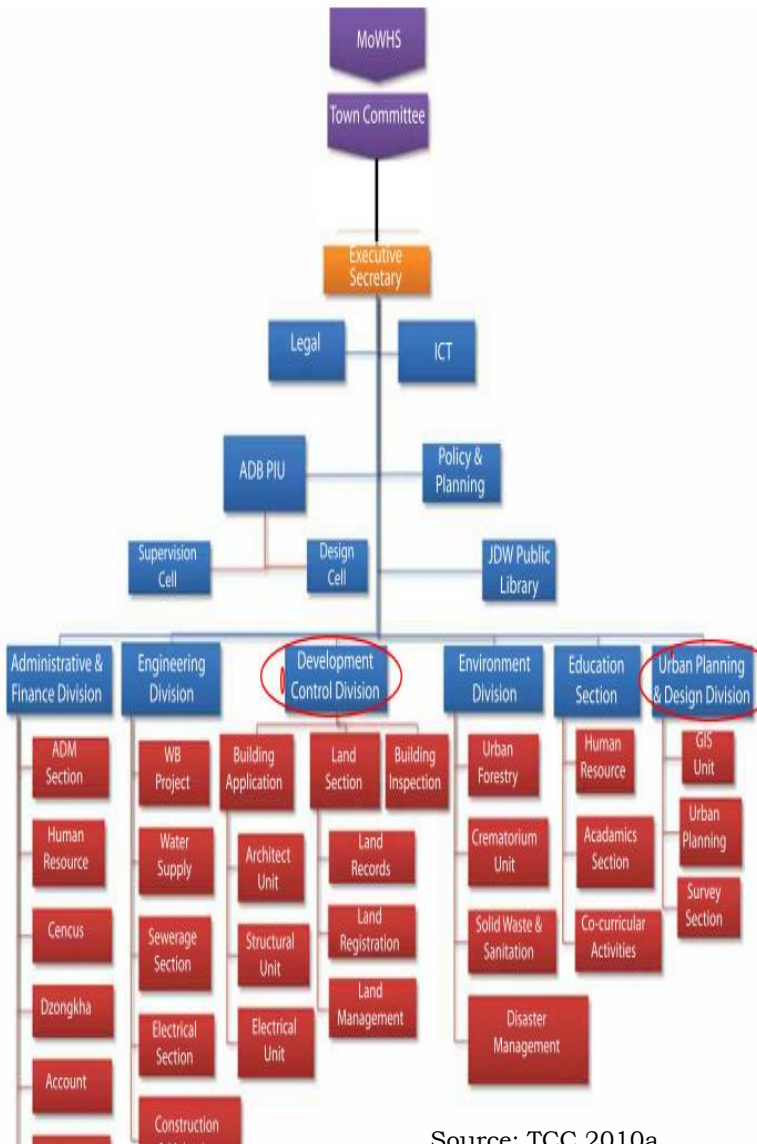 MoWHS
Town Committee
Executive
Secretary
Legal
ICT
ADB PIU
Policy &
Planning
Supervision
Cell
Design
Cell
JDW Public
Library
Administrative &
Finance Division
Engineering
Division
Development
Control Division
Environment
Division
Education
Section
Urban Planning
& Design Division
ADM
Section
Human
Resource
Cencus
Dzongkha
Account
WB
Project
Water
Supply
Sewerage
Section
Electrical
Section
Construction
Building
Application
Architect
Unit
Structural
Unit
Electrical
Unit
Land
Section
Land
Records
Land
Registration
Land
Management
Building
Inspection
Urban
Forestry
Crematorium
Unit
Solid Waste &
Sanitation
Disaster
Management
Human
Resource
Acadamics
Section
Co-curricular
Activities
GIS
Unit
Urban
Planning
Survey
Section
Source: TCC 2010a